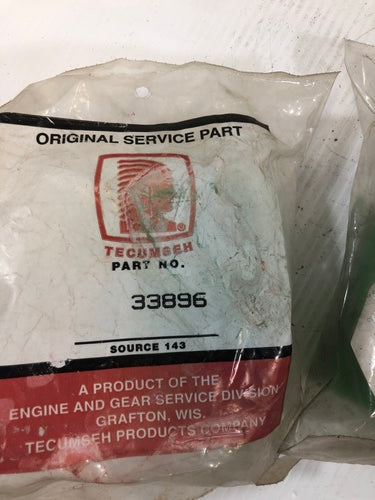 ORIGINAL SERVICE PART
®
TECUMSEH
PART NO.
33896
SOURCE 143
A PRODUCT OF THE
ENGINE AND GEAR SERVICE DIVISION
GRAFTON, WIS.
TECUMSEH PRODUCTS COMPANY